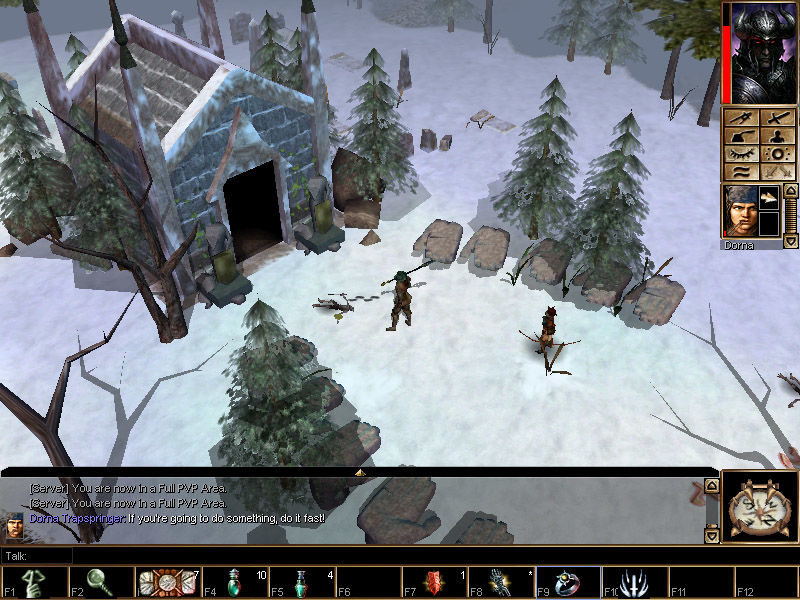 Dorna
[Server] You are now in a Full PVP Area.
[Server] You are now in a Full PVP Area.
Dorna Trapspringer: If you're going to do something, do it fast!
Talk:
7 10 4 1 *
F1 F2 F4 F5 F6 F7 F8 F9 F10 F11 F12